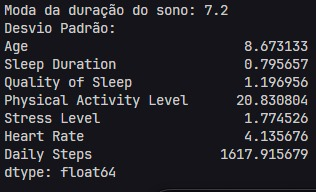 Moda da duração do sono: 7.2
Desvio Padrão:
Age 8.673133
Sleep Duration 0.795657
Quality of Sleep 1.196956
Physical Activity Level 20.830804
Stress Level 1.774526
Heart Rate 4.135676
Daily Steps 1617.915679
dtype: float64